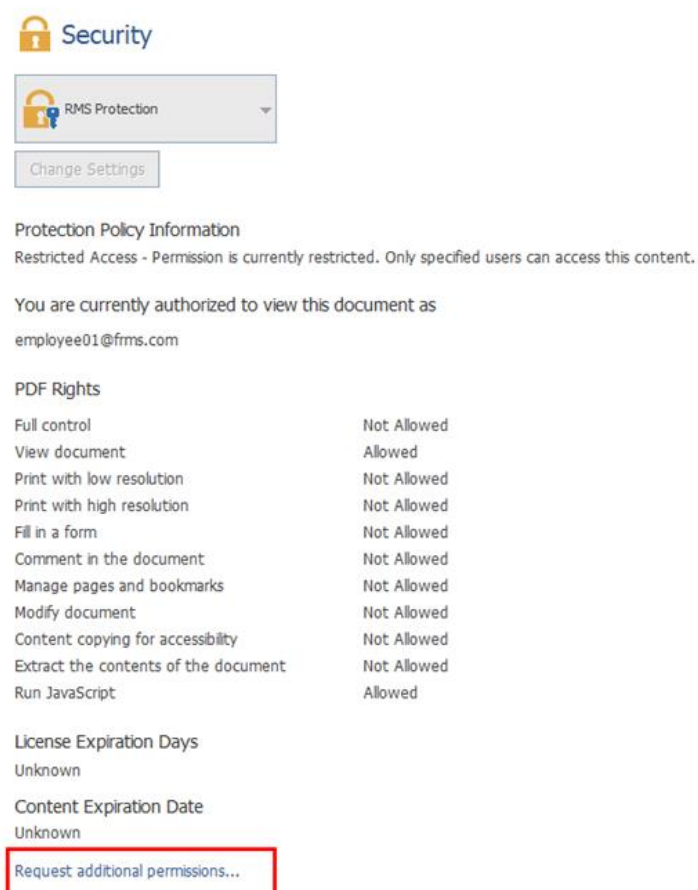 Security
RMS Protection
Change Settings
Protection Policy Information
Restricted Access - Permission is currently restricted. Only specified users can access this content.
You are currently authorized to view this document as
employee01@frms.com
PDF Rights
Full control Not Allowed
View document Allowed
Print with low resolution Not Allowed
Print with high resolution Not Allowed
Fill in a form Not Allowed
Comment in the document Not Allowed
Manage pages and bookmarks Not Allowed
Modify document Not Allowed
Content copying for accessibility Not Allowed
Extract the contents of the document Not Allowed
Run JavaScript Allowed
License Expiration Days
Unknown
Content Expiration Date
Unknown
Request additional permissions...